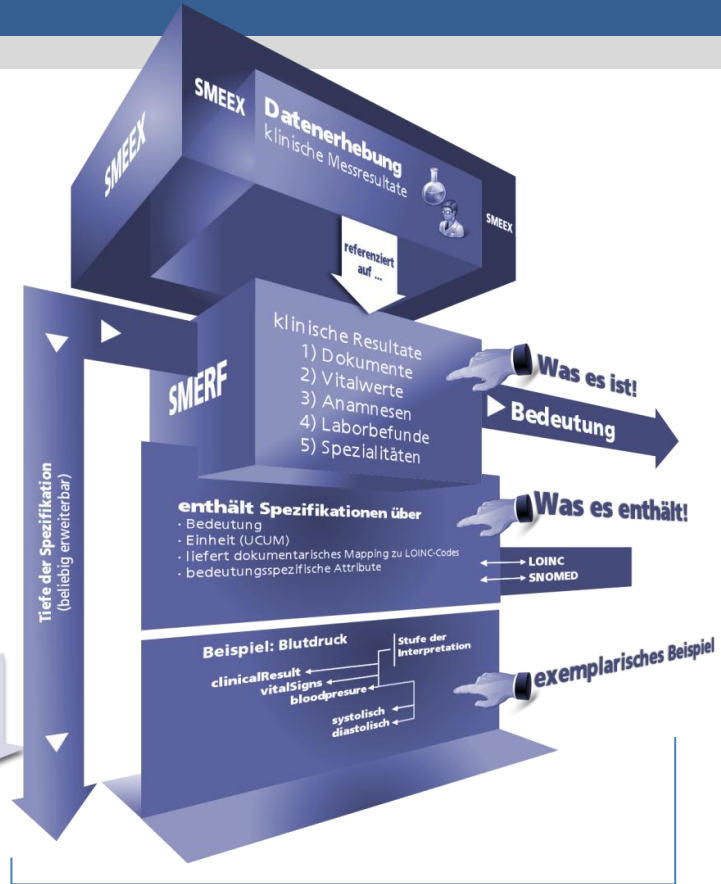 SMEEX
SMEEX
Datenerhebung
klinische Messresultate
SMEEX
referenziert
auf ...
SMERF
klinische Resultate
1) Dokumente
2) Vitalwerte
3) Anamnesen
4) Laborbefunde
5) Spezialitäten
Was es ist!
Bedeutung
Tiefe der Spezifikation
(beliebig erweiterbar)
enthält Spezifikationen über
· Bedeutung
· Einheit (UCUM)
· liefert dokumentarisches Mapping zu LOINC-Codes
· bedeutungsspezifische Attribute
Was es enthält!
LOINC
SNOMED
Beispiel: Blutdruck
Stufe der
Interpretation
clinicalResult
vitalSigns
bloodpresure
systolisch
diastolisch
exemplarisches Beispiel